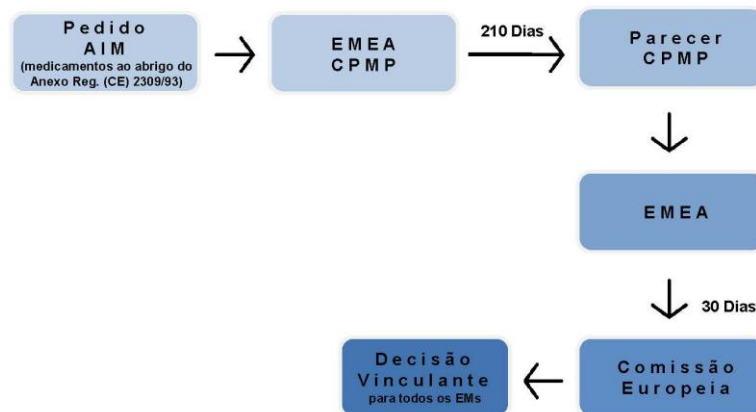 Pedido
AIM
(medicamentos ao abrigo do
Anexo Reg. (CE) 2309/93)
EMEA
CPMP
210 Dias
Parecer
CPMP
EMEA
30 Dias
Comissão
Europeia
Decisão
Vinculante
para todos os EMs